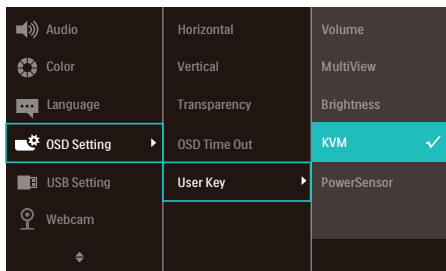 Audio
Color
Language
OSD Setting
USB Setting
Webcam
Horizontal
Vertical
Transparency
OSD Time Out
User Key
Volume
MultiView
Brightness
KVM
PowerSensor